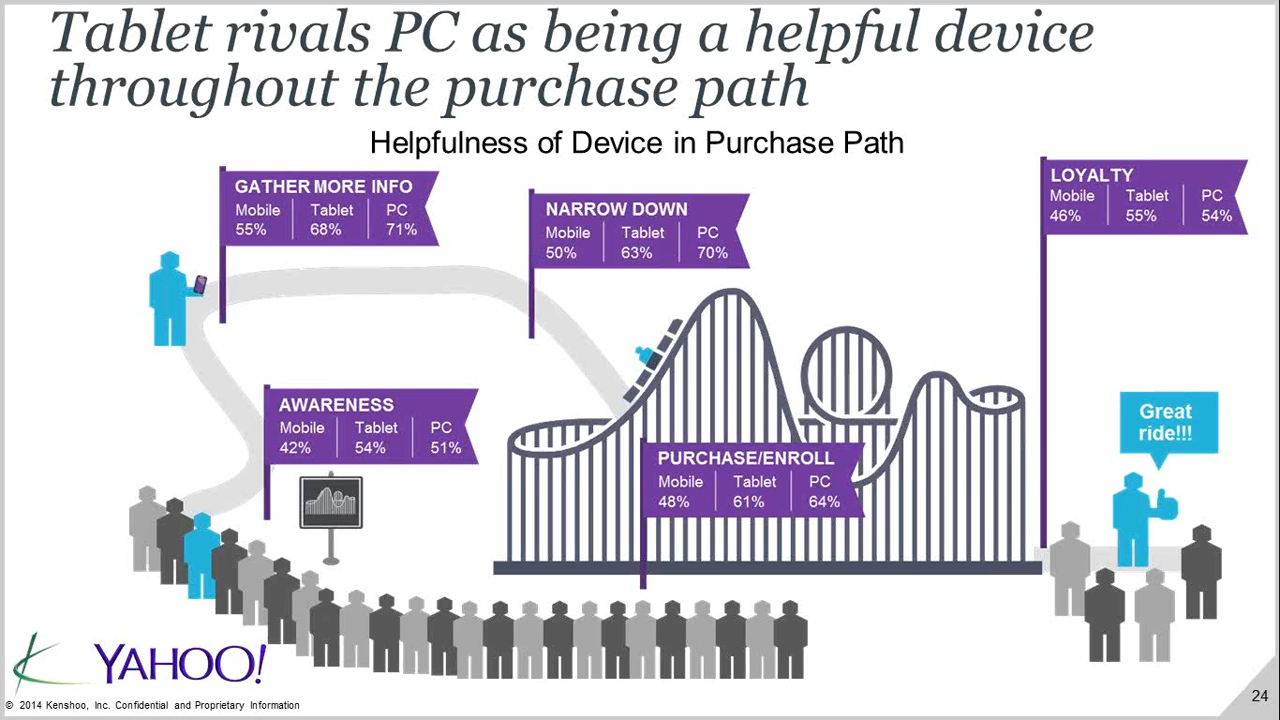 Tablet rivals PC as being a helpful device
throughout the purchase path
Helpfulness of Device in Purchase Path
GATHER MORE INFO
Mobile Tablet PC
55% 68% 71%
NARROW DOWN
Mobile Tablet PC
50% 63% 70%
LOYALTY
Mobile Tablet PC
46% 55% 54%
AWARENESS
Mobile Tablet PC
42% 54% 51%
PURCHASE/ENROLL
Mobile Tablet PC
48% 61% 64%
Great
ride!!!
YAHOO!
© 2014 Kenshoo, Inc. Confidential and Proprietary Information
24